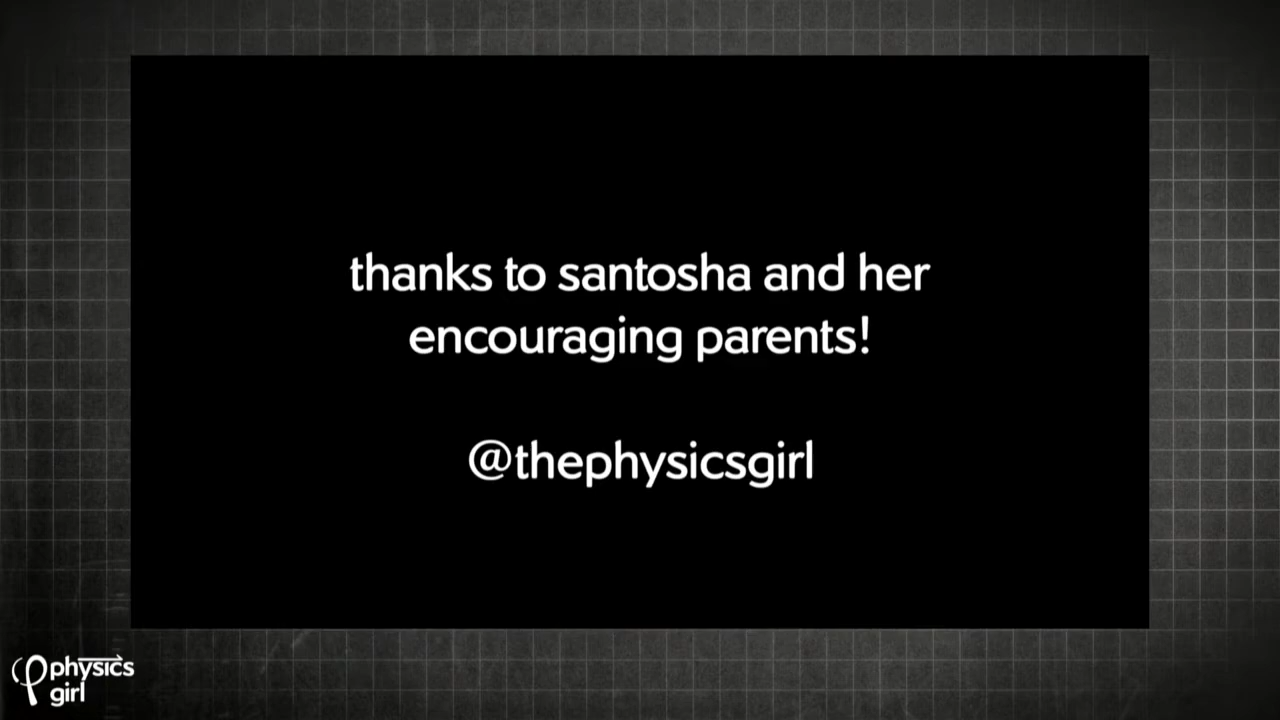 thanks to santosha and her
encouraging parents!
@thephysicsgirl
physics
girl